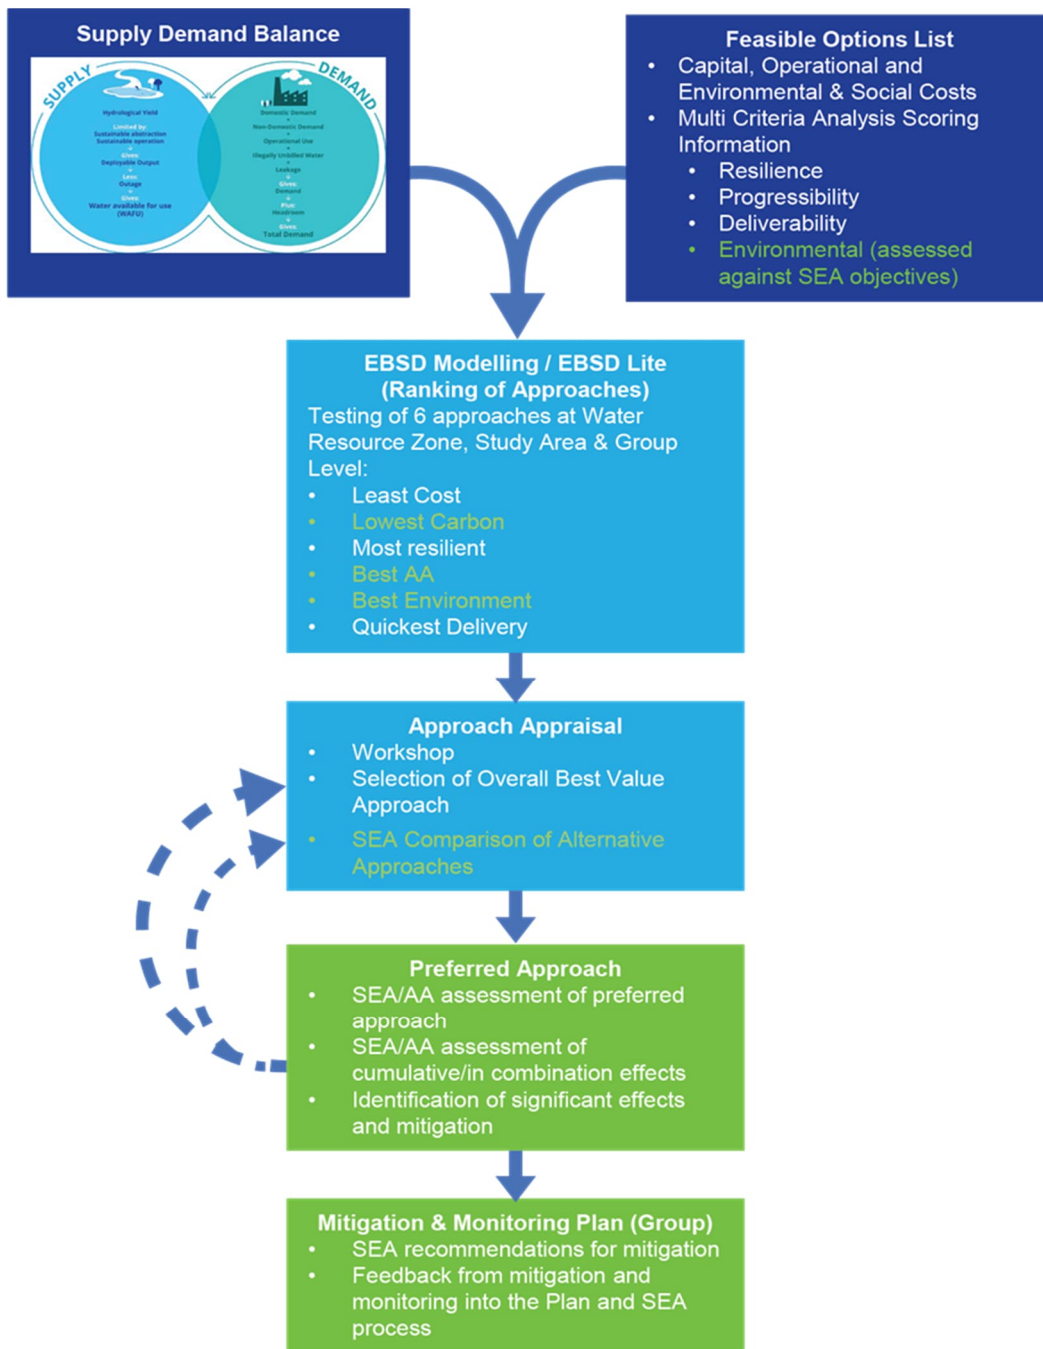 Supply Demand Balance
SUPPLY
Hydrological Yield
Limited by:
Sustainable abstraction
Sustainable operation
Gives:
Deployable Output
Less:
Outage
Gives:
Water available for use
(WAFU)
DEMAND
Domestic Demand
+
Non-Domestic Demand
+
Operational Use
+
Illegally Unbilled Water
+
Leakage
Gives:
Demand
Plus:
Headroom
Gives:
Total Demand
Feasible Options List
• Capital, Operational and
Environmental & Social Costs
• Multi Criteria Analysis Scoring
Information
• Resilience
• Progressibility
• Deliverability
• Environmental (assessed
against SEA objectives)
EBSD Modelling / EBSD Lite
(Ranking of Approaches)
Testing of 6 approaches at Water
Resource Zone, Study Area & Group
Level:
• Least Cost
• Lowest Carbon
• Most resilient
• Best AA
• Best Environment
• Quickest Delivery
Approach Appraisal
• Workshop
• Selection of Overall Best Value
Approach
• SEA Comparison of Alternative
Approaches
Preferred Approach
• SEA/AA assessment of preferred
approach
• SEA/AA assessment of
cumulative/in combination effects
• Identification of significant effects
and mitigation
Mitigation & Monitoring Plan (Group)
• SEA recommendations for mitigation
• Feedback from mitigation and
monitoring into the Plan and SEA
process